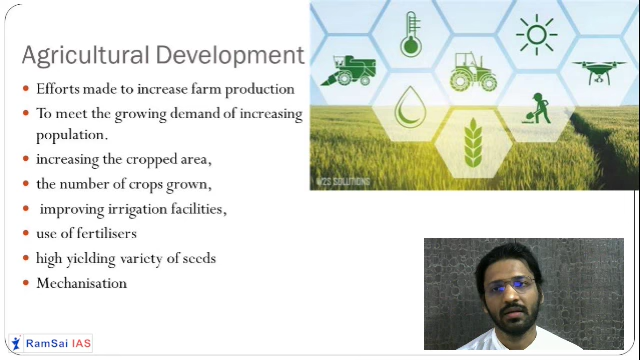 Agricultural Development
Efforts made to increase farm production
To meet the growing demand of increasing
population.
increasing the cropped area,
the number of crops grown,
improving irrigation facilities,
use of fertilisers
high yielding variety of seeds
Mechanisation
W2S SOLUTIONS
RamSai IAS